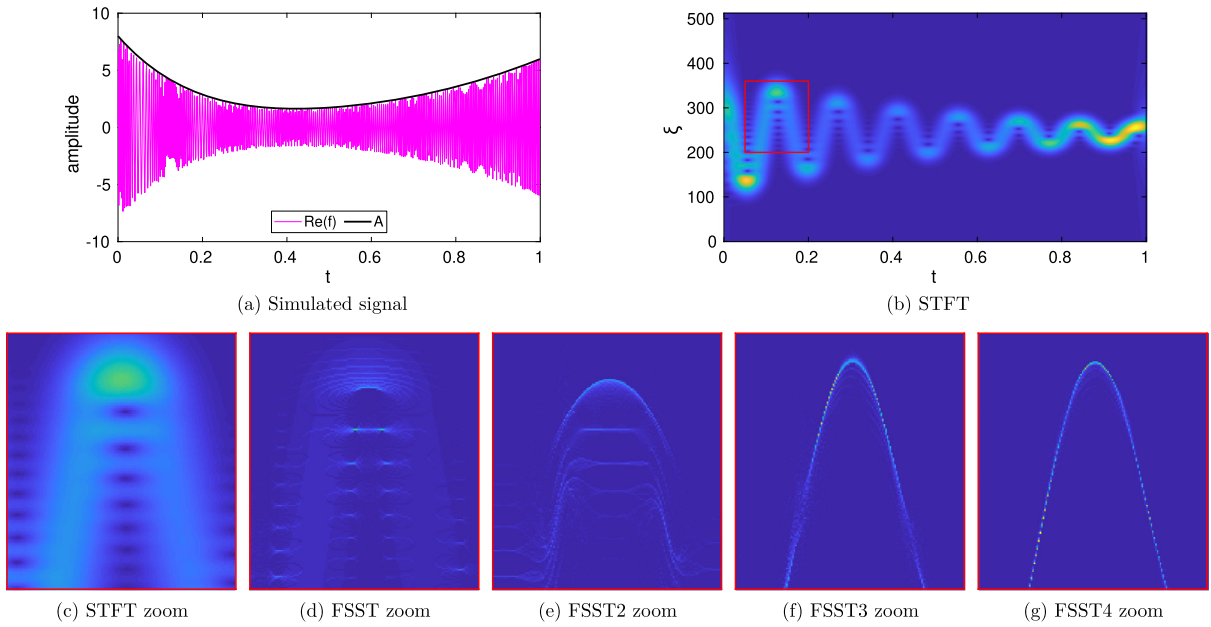 10
5
0
-5
-10
amplitude
Re(f) A
0 0.2 0.4 0.6 0.8 1
t
(a) Simulated signal
500
400
300
200
100
0
ξ
0 0.2 0.4 0.6 0.8 1
t
(b) STFT
(c) STFT zoom
(d) FSST zoom
(e) FSST2 zoom
(f) FSST3 zoom
(g) FSST4 zoom